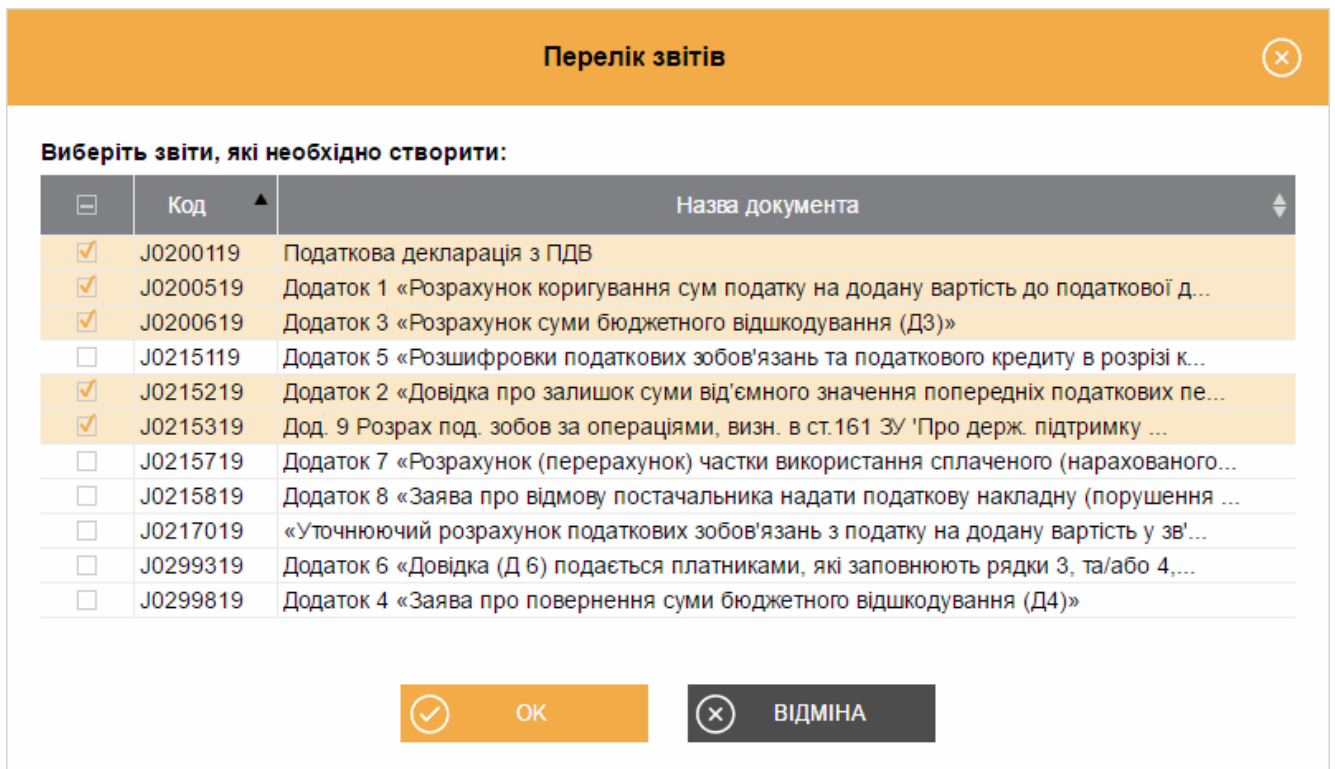 Перелік звітів
Виберіть звіти, які необхідно створити:
Код Назва документа
J0200119 Податкова декларація з ПДВ
J0200519 Додаток 1 «Розрахунок коригування сум податку на додану вартість до податкової д...
J0200619 Додаток 3 «Розрахунок суми бюджетного відшкодування (Д3)»
J0215119 Додаток 5 «Розшифровки податкових зобов'язань та податкового кредиту в розрізі к...
J0215219 Додаток 2 «Довідка про залишок суми від'ємного значення попередніх податкових пе...
J0215319 Дод. 9 Розрах под. зобов за операціями, визн. в ст.161 ЗУ 'Про держ. підтримку ...
J0215719 Додаток 7 «Розрахунок (перерахунок) частки використання сплаченого (нарахованого...
J0215819 Додаток 8 «Заява про відмову постачальника надати податкову накладну (порушення ...
J0217019 «Уточнюючий розрахунок податкових зобов'язань з податку на додану вартість у зв'...
J0299319 Додаток 6 «Довідка (Д 6) подається платниками, які заповнюють рядки 3, та/або 4,...
J0299819 Додаток 4 «Заява про повернення суми бюджетного відшкодування (Д4)»
OK ВІДМІНА